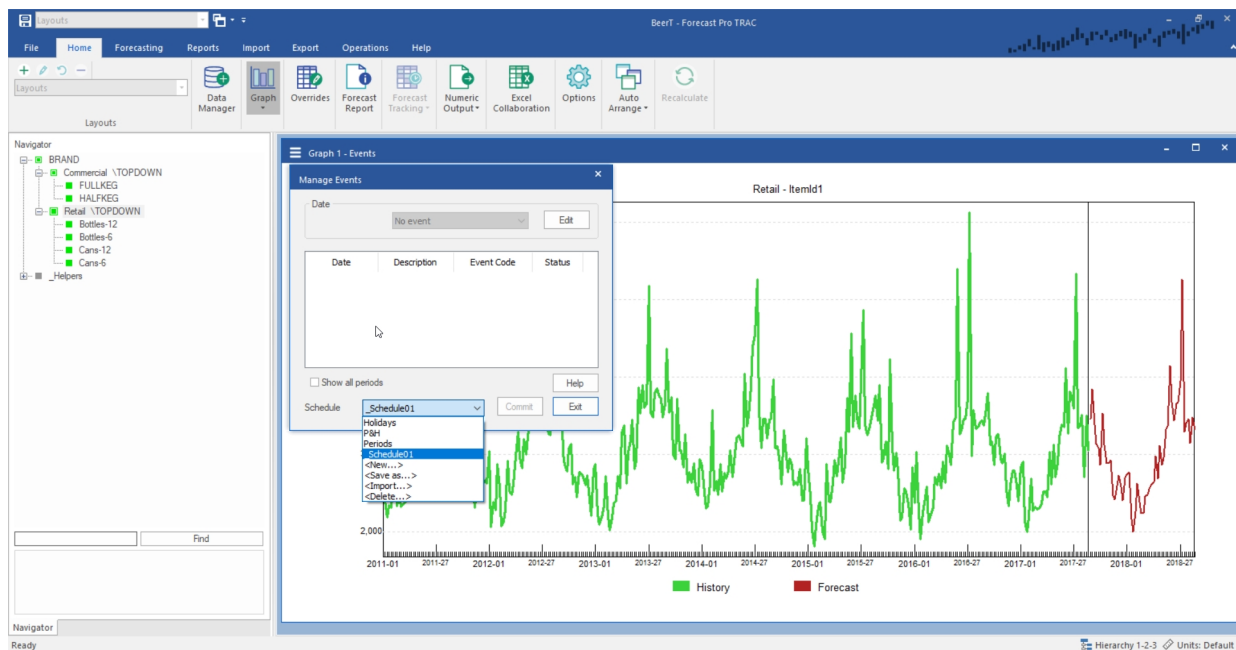 Layouts
BeerT - Forecast Pro TRAC
File Home Forecasting Reports Import Export Operations Help
Layouts
Data Manager
Graph
Overrides
Forecast Report
Forecast Tracking
Numeric Output
Excel Collaboration
Options
Auto Arrange
Recalculate
Layouts
Navigator
BRAND
Commercial \TOPDOWN
FULLKEG
HALFKEG
Retail \TOPDOWN
Bottles-12
Bottles-6
Cans-12
Cans-6
_Helpers
Find
Navigator
Ready
Graph 1 - Events
Manage Events
Date
No event
Edit
Date Description Event Code Status
Show all periods
Help
Schedule
_Schedule01
Commit
Exit
Holidays
P&H
Periods
_Schedule01
<New...>
<Save as...>
<Import...>
<Delete...>
Retail - ItemId1
2,000
2011-01 2011-27 2012-01 2012-27 2013-01 2013-27 2014-01 2014-27 2015-01 2015-27 2016-01 2016-27 2017-01 2017-27 2018-01 2018-27
History Forecast
Hierarchy 1-2-3 Units: Default